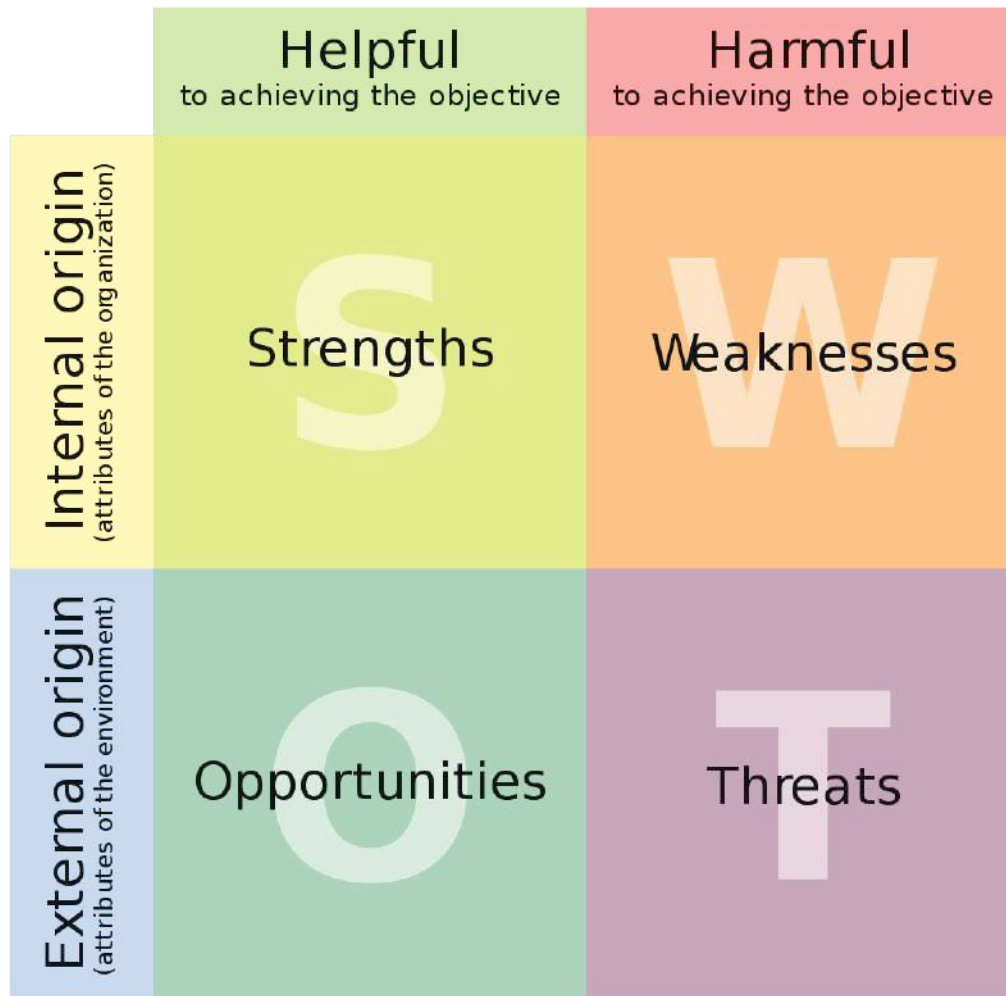 Helpful
to achieving the objective
Harmful
to achieving the objective
Internal origin
(attributes of the organization)
S
Strengths
W
Weaknesses
External origin
(attributes of the environment)
O
Opportunities
T
Threats